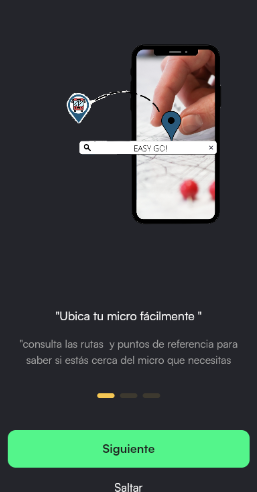 EASY GO!
"Ubica tu micro fácilmente "
"consulta las rutas y puntos de referencia para
saber si estás cerca del micro que necesitas
Siguiente
Saltar